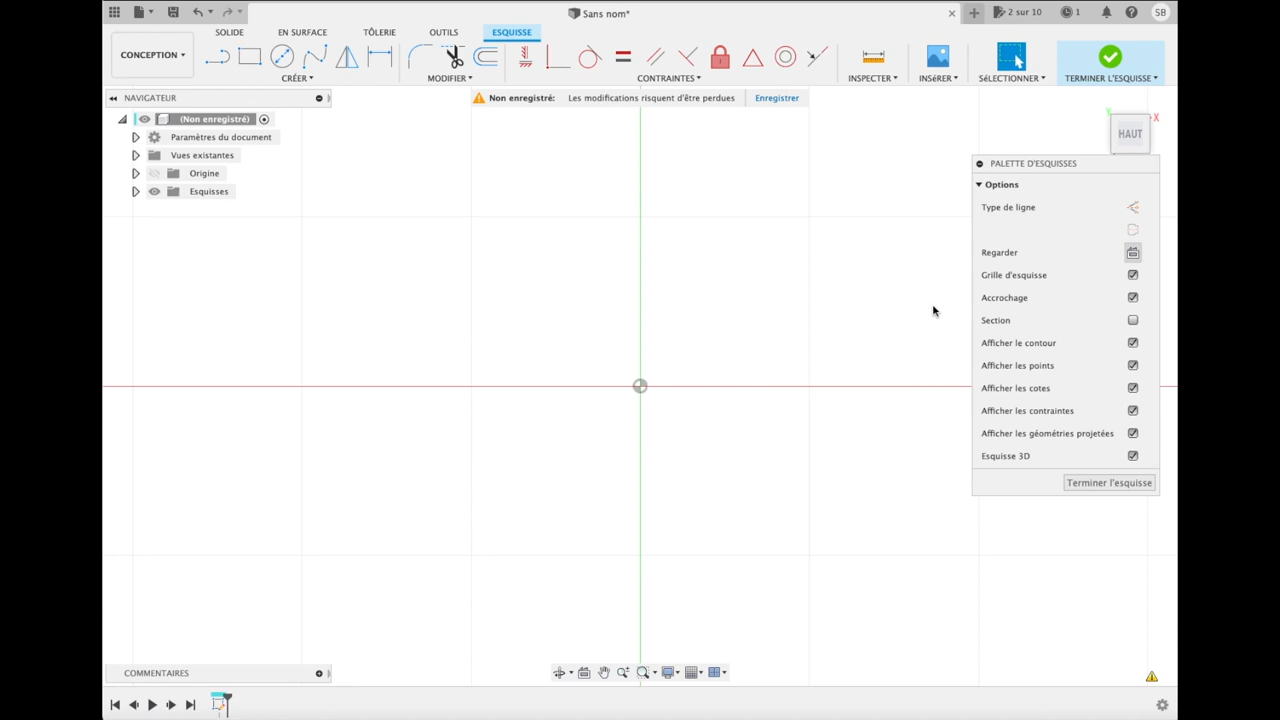 Sans nom*
2 sur 10
1
SB
CONCEPTION
SOLIDE
EN SURFACE
TÔLERIE
OUTILS
ESQUISSE
CRÉER
MODIFIER
CONTRAINTES
INSPECTER
INSÉRER
SÉLECTIONNER
TERMINER L'ESQUISSE
NAVIGATEUR
Non enregistré: Les modifications risquent d'être perdues Enregistrer
(Non enregistré)
Paramètres du document
Vues existantes
Origine
Esquisses
Y
X
HAUT
PALETTE D'ESQUISSES
Options
Type de ligne
Regarder
Grille d'esquisse
Accrochage
Section
Afficher le contour
Afficher les points
Afficher les cotes
Afficher les contraintes
Afficher les géométries projetées
Esquisse 3D
Terminer l'esquisse
COMMENTAIRES